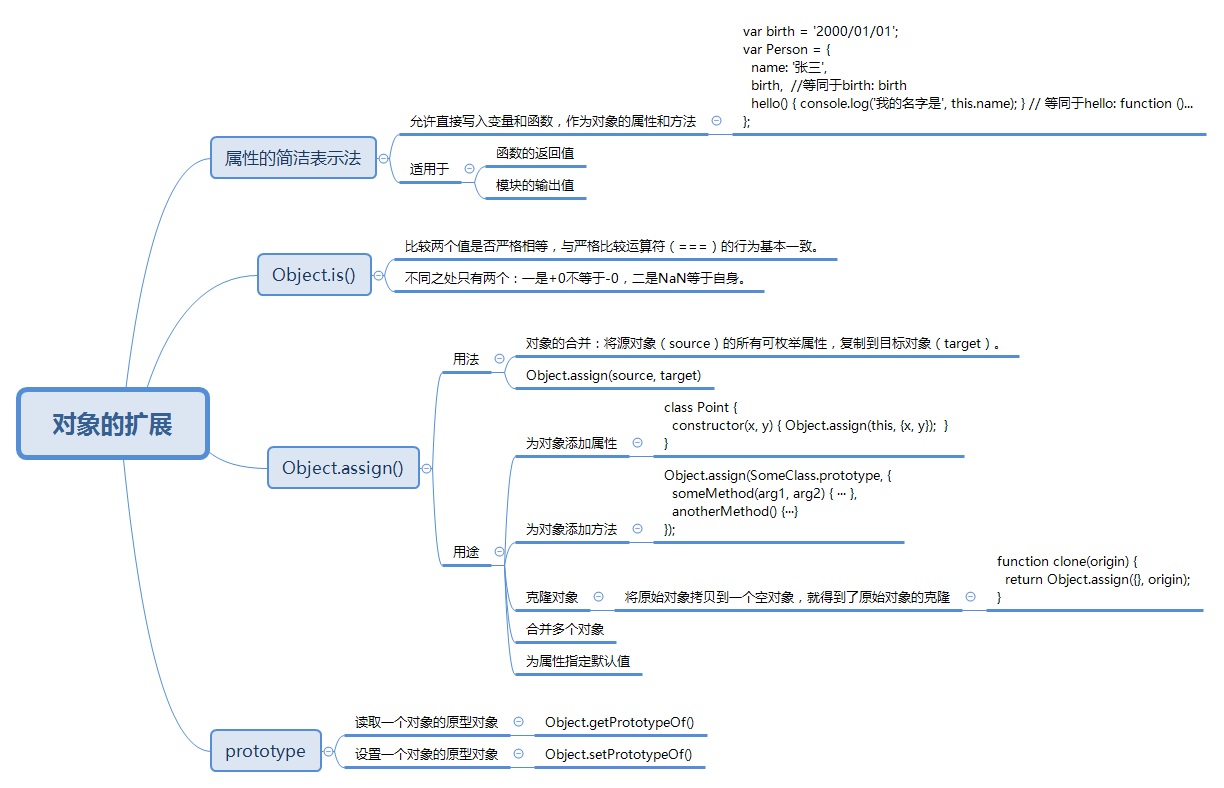 对象的扩展
属性的简洁表示法
允许直接写入变量和函数，作为对象的属性和方法
var birth = '2000/01/01';
var Person = {
name: '张三',
birth,  //等同于birth: birth
hello() { console.log('我的名字是', this.name); } // 等同于hello: function ()...
};
适用于
函数的返回值
模块的输出值
Object.is()
比较两个值是否严格相等，与严格比较运算符（===）的行为基本一致。
不同之处只有两个：一是+0不等于-0，二是NaN等于自身。
Object.assign()
用法
对象的合并：将源对象（source）的所有可枚举属性，复制到目标对象（target）。
Object.assign(source, target)
用途
为对象添加属性
class Point {
constructor(x, y) { Object.assign(this, {x, y});  }
}
为对象添加方法
Object.assign(SomeClass.prototype, {
someMethod(arg1, arg2) { ··· },
anotherMethod() {···}
});
克隆对象
将原始对象拷贝到一个空对象，就得到了原始对象的克隆
function clone(origin) {
return Object.assign({}, origin);
}
合并多个对象
为属性指定默认值
prototype
读取一个对象的原型对象
Object.getPrototypeOf()
设置一个对象的原型对象
Object.setPrototypeOf()